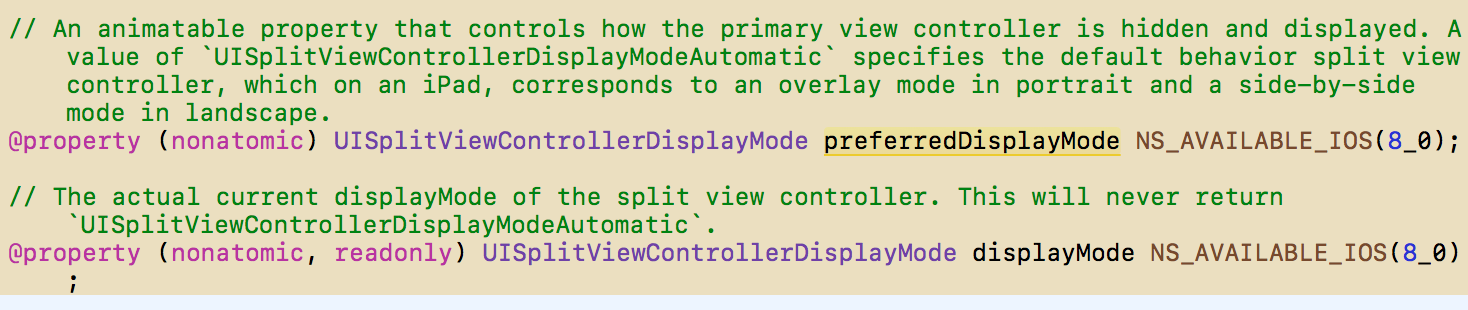 // An animatable property that controls how the primary view controller is hidden and displayed. A
value of `UISplitViewControllerDisplayModeAutomatic` specifies the default behavior split view
controller, which on an iPad, corresponds to an overlay mode in portrait and a side-by-side
mode in landscape.
@property (nonatomic) UISplitViewControllerDisplayMode preferredDisplayMode NS_AVAILABLE_IOS(8_0);
// The actual current displayMode of the split view controller. This will never return
`UISplitViewControllerDisplayModeAutomatic`.
@property (nonatomic, readonly) UISplitViewControllerDisplayMode displayMode NS_AVAILABLE_IOS(8_0)
;